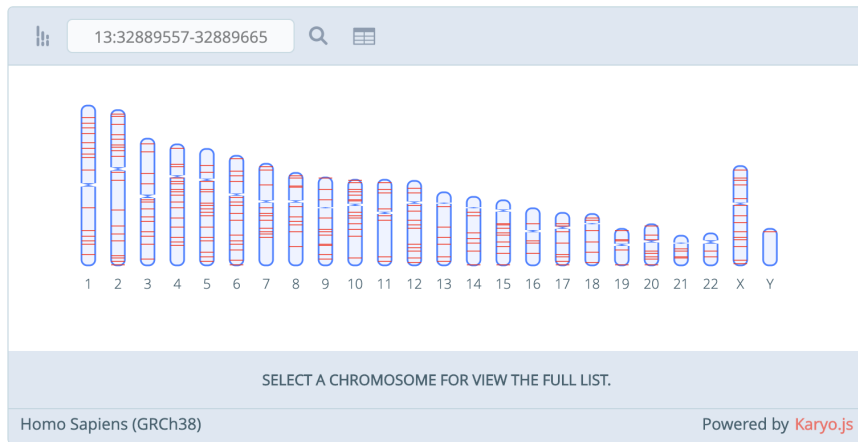 13:32889557-32889665
1 2 3 4 5 6 7 8 9 10 11 12 13 14 15 16 17 18 19 20 21 22 X Y
SELECT A CHROMOSOME FOR VIEW THE FULL LIST.
Homo Sapiens (GRCh38) Powered by Karyo.js